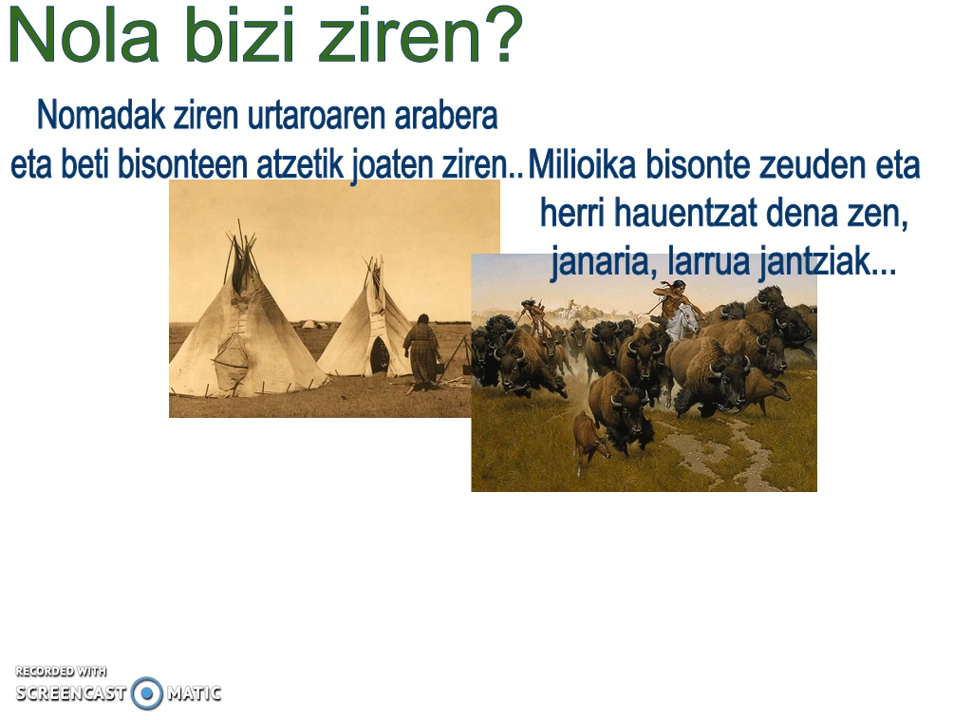 Nola bizi ziren?
Nomadak ziren urtaroaren arabera
eta beti bisonteen atzetik joaten ziren..
Milioika bisonte zeuden eta
herri hauentzat dena zen,
janaria, larrua jantziak...
RECORDED WITH
SCREENCAST MATIC